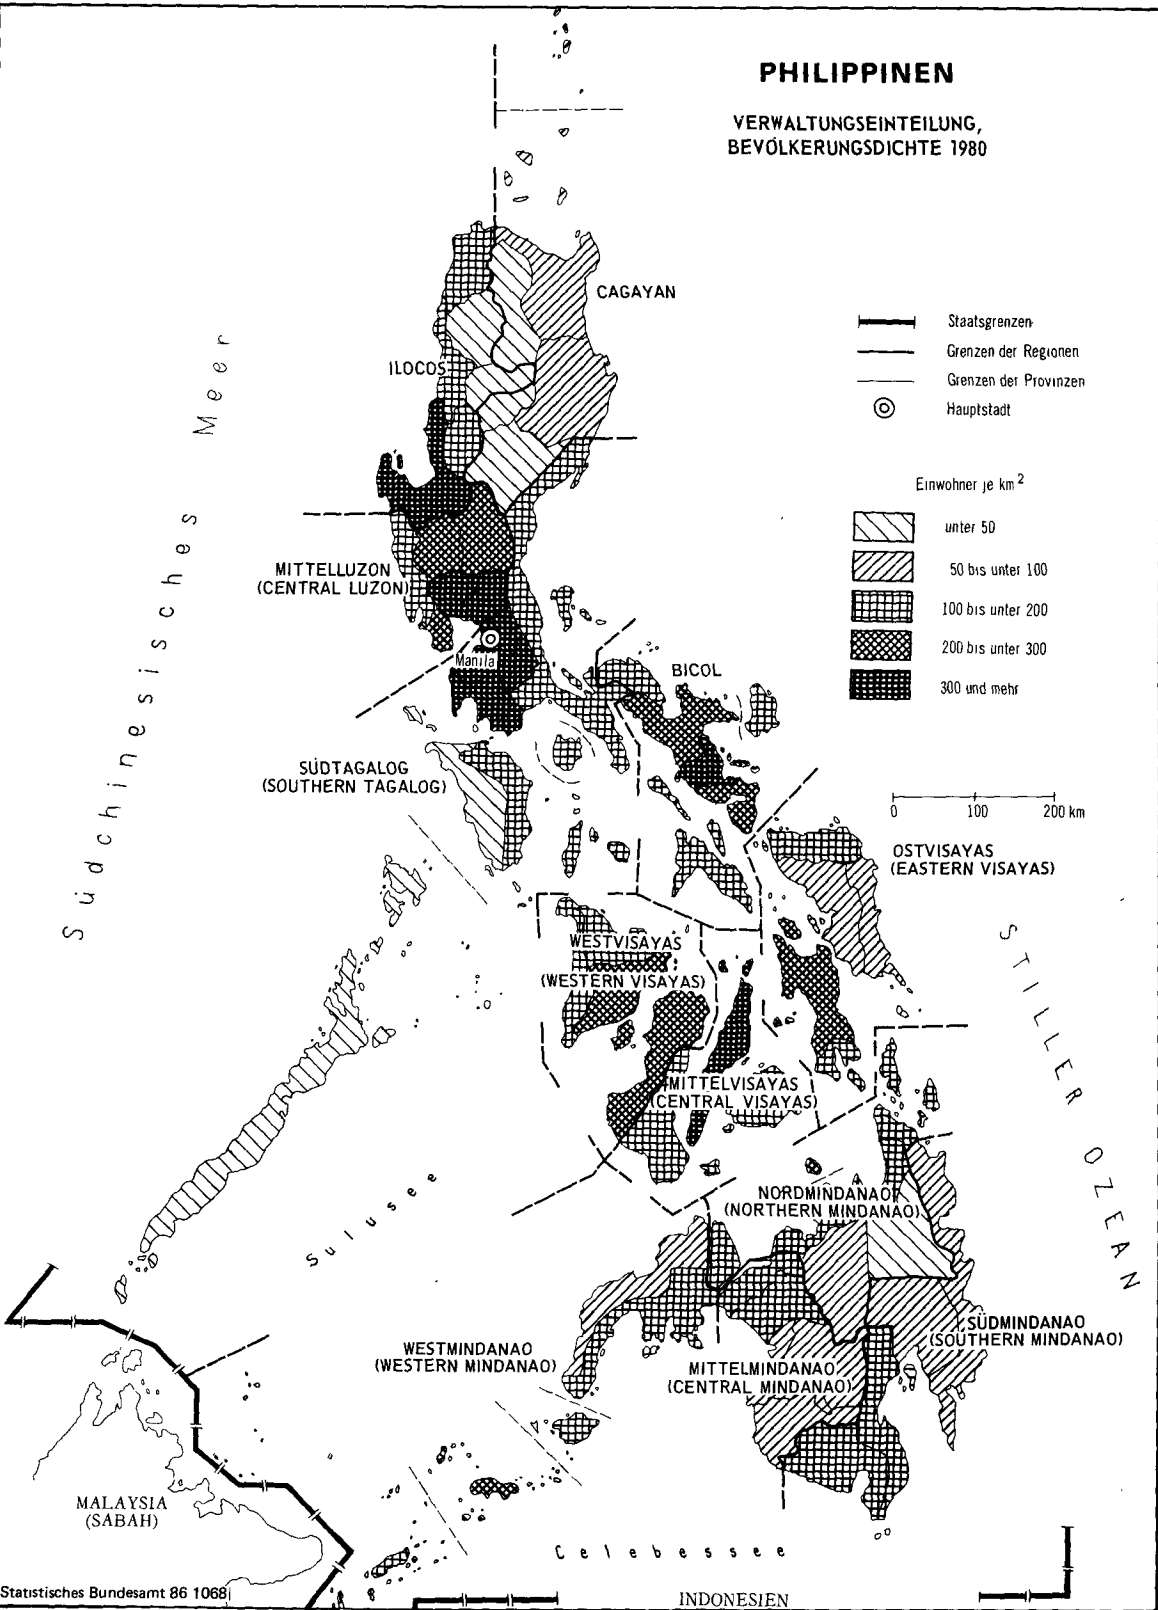 PHILIPPINEN
VERWALTUNGSEINTEILUNG,
BEVÖLKERUNGSDICHTE 1980
CAGAYAN
Staatsgrenzen
Grenzen der Regionen
Grenzen der Provinzen
Hauptstadt
ILOCOS
Südchinesisches Meer
Einwohner je km²
unter 50
50 bis unter 100
100 bis unter 200
200 bis unter 300
300 und mehr
MITTELLUZON
(CENTRAL LUZON)
Manila
BICOL
SÜDTAGALOG
(SOUTHERN TAGALOG)
0 100 200 km
OSTVISAYAS
(EASTERN VISAYAS)
WESTVISAYAS
(WESTERN VISAYAS)
STILLER OZEAN
MITTELVISAYAS
(CENTRAL VISAYAS)
Sulusee
NORDMINDANAO
(NORTHERN MINDANAO)
SÜDMINDANAO
(SOUTHERN MINDANAO)
WESTMINDANAO
(WESTERN MINDANAO)
MITTELMINDANAO
(CENTRAL MINDANAO)
MALAYSIA
(SABAH)
Celebessee
Statistisches Bundesamt 86 1068
INDONESIEN